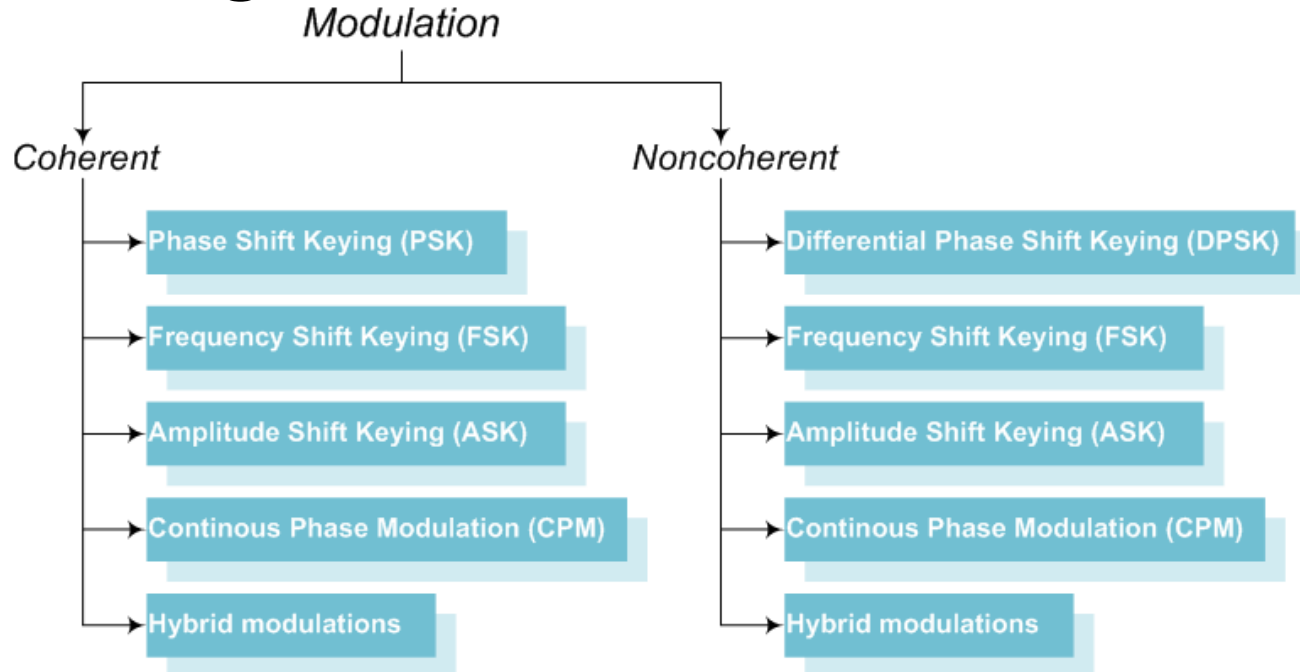 Modulation
Coherent
Noncoherent
Phase Shift Keying (PSK)
Frequency Shift Keying (FSK)
Amplitude Shift Keying (ASK)
Continous Phase Modulation (CPM)
Hybrid modulations
Differential Phase Shift Keying (DPSK)
Frequency Shift Keying (FSK)
Amplitude Shift Keying (ASK)
Continous Phase Modulation (CPM)
Hybrid modulations